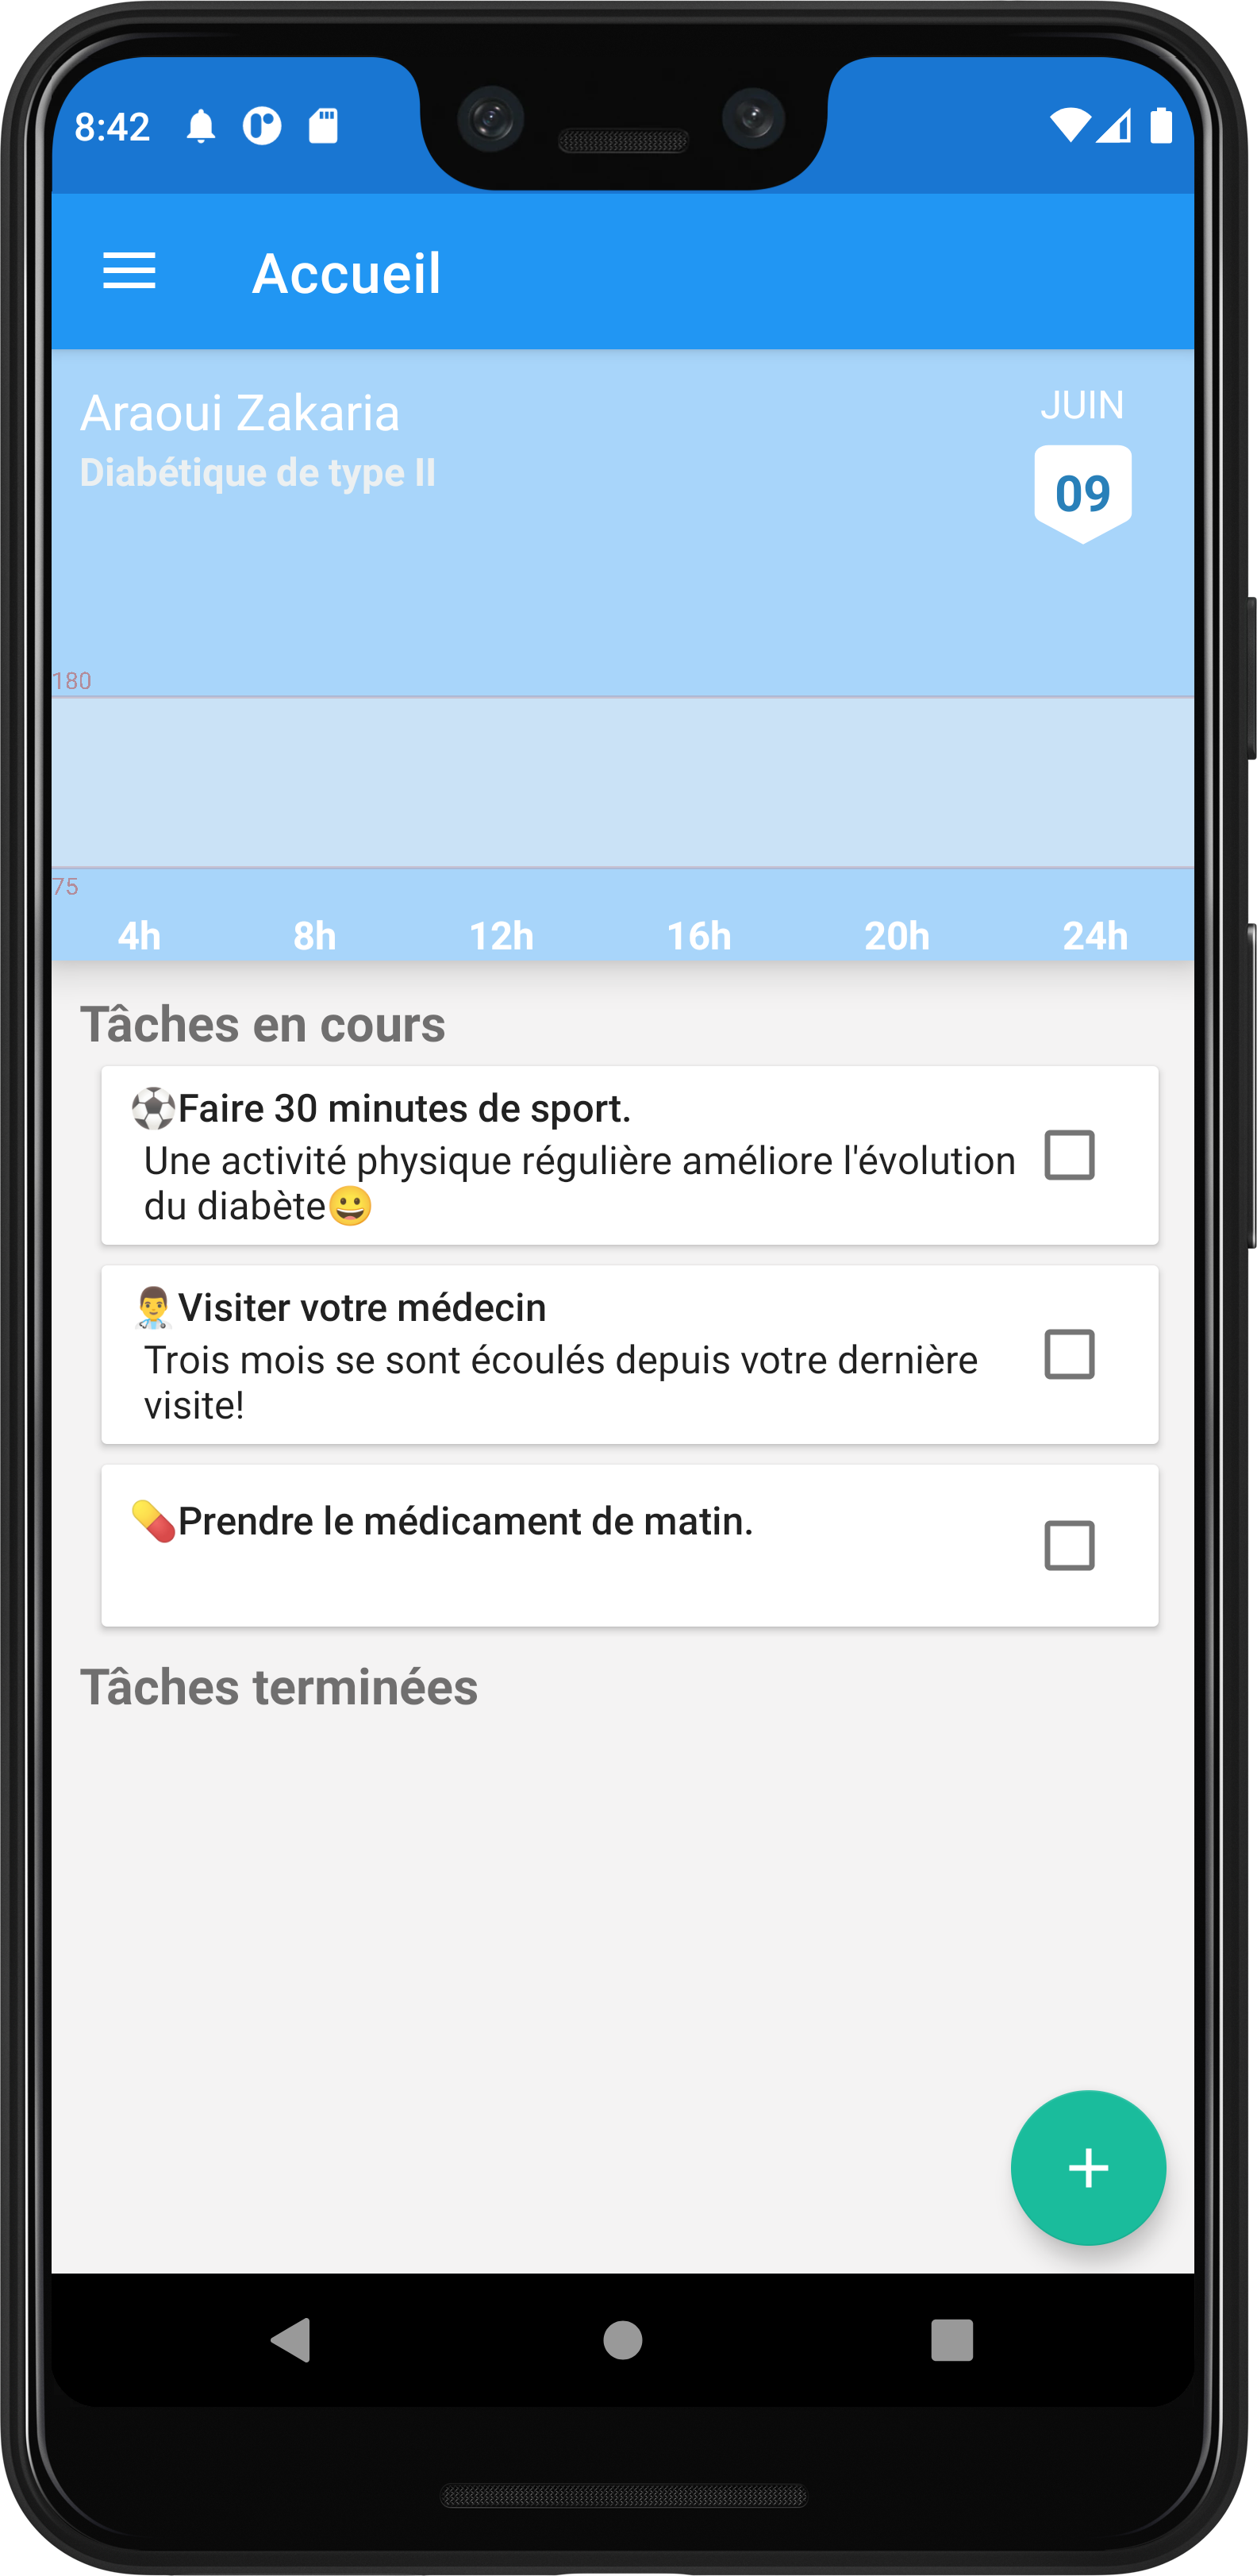 8:42
Accueil
Araoui Zakaria
JUIN
Diabétique de type II
09
180
75
4h 8h 12h 16h 20h 24h
Tâches en cours
⚽Faire 30 minutes de sport.
Une activité physique régulière améliore l'évolution
du diabète😀
👨‍⚕️Visiter votre médecin
Trois mois se sont écoulés depuis votre dernière
visite!
💊Prendre le médicament de matin.
Tâches terminées